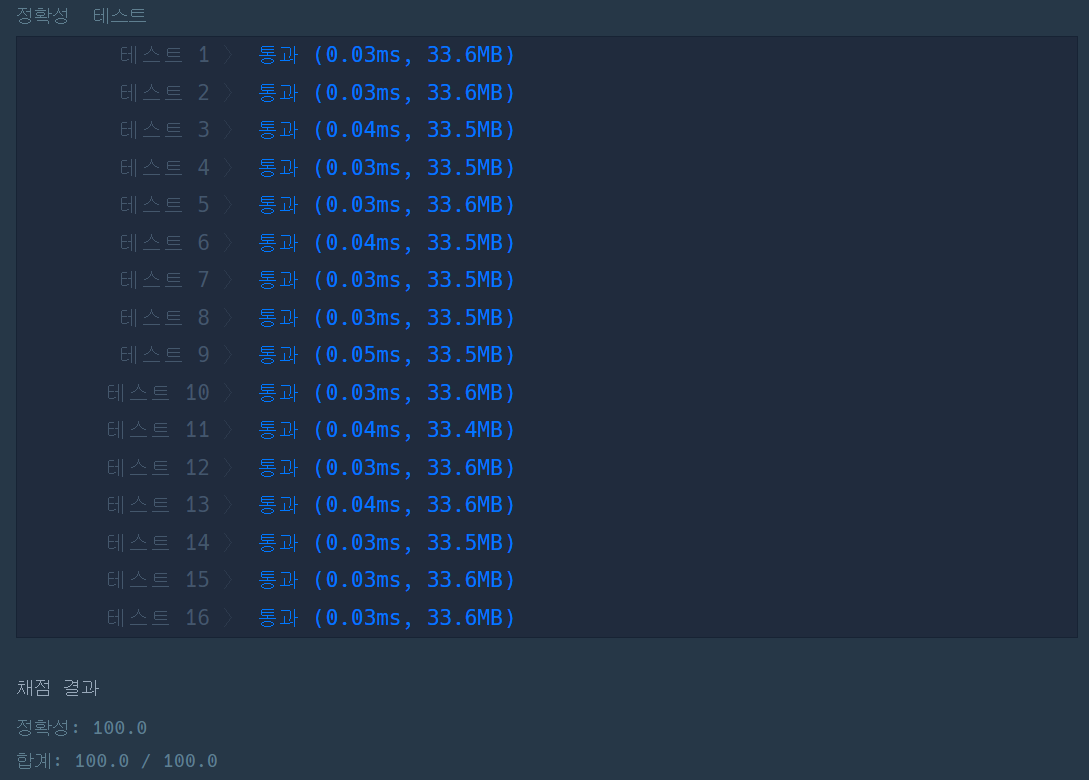 정확성 테스트
테스트 1 〉 통과 (0.03ms, 33.6MB)
테스트 2 〉 통과 (0.03ms, 33.6MB)
테스트 3 〉 통과 (0.04ms, 33.5MB)
테스트 4 〉 통과 (0.03ms, 33.5MB)
테스트 5 〉 통과 (0.03ms, 33.6MB)
테스트 6 〉 통과 (0.04ms, 33.5MB)
테스트 7 〉 통과 (0.03ms, 33.5MB)
테스트 8 〉 통과 (0.03ms, 33.5MB)
테스트 9 〉 통과 (0.05ms, 33.5MB)
테스트 10 〉 통과 (0.03ms, 33.6MB)
테스트 11 〉 통과 (0.04ms, 33.4MB)
테스트 12 〉 통과 (0.03ms, 33.6MB)
테스트 13 〉 통과 (0.04ms, 33.6MB)
테스트 14 〉 통과 (0.03ms, 33.5MB)
테스트 15 〉 통과 (0.03ms, 33.6MB)
테스트 16 〉 통과 (0.03ms, 33.6MB)
채점 결과
정확성: 100.0
합계: 100.0 / 100.0